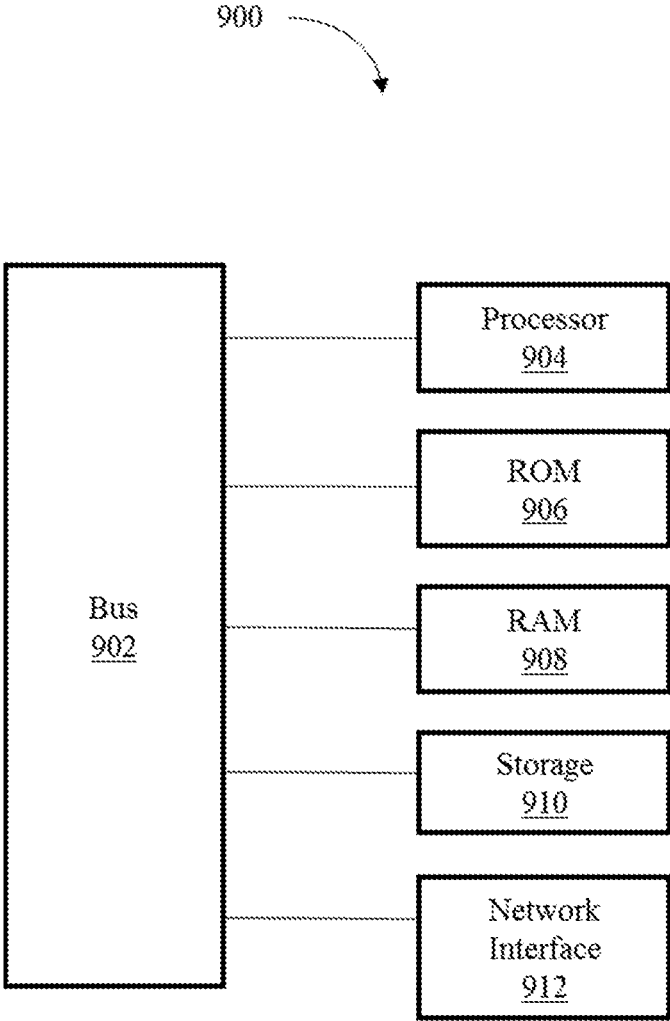 900
Bus
902
Processor
904
ROM
906
RAM
908
Storage
910
Network
Interface
912